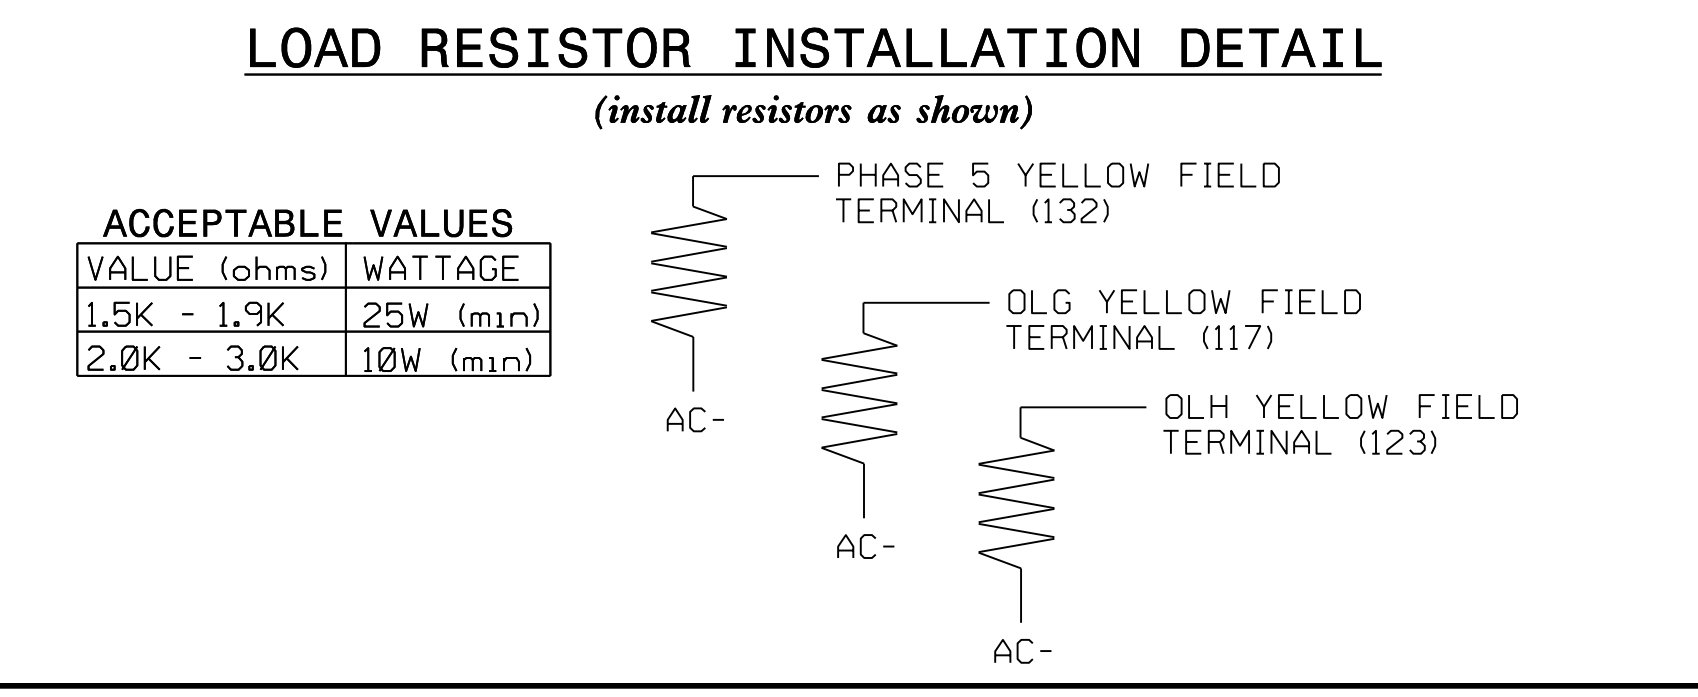 LOAD RESISTOR INSTALLATION DETAIL
(install resistors as shown)
ACCEPTABLE VALUES
VALUE (ohms) WATTAGE
1.5K - 1.9K 25W (min)
2.0K - 3.0K 10W (min)
PHASE 5 YELLOW FIELD
TERMINAL (132)
AC-
OLG YELLOW FIELD
TERMINAL (117)
AC-
OLH YELLOW FIELD
TERMINAL (123)
AC-